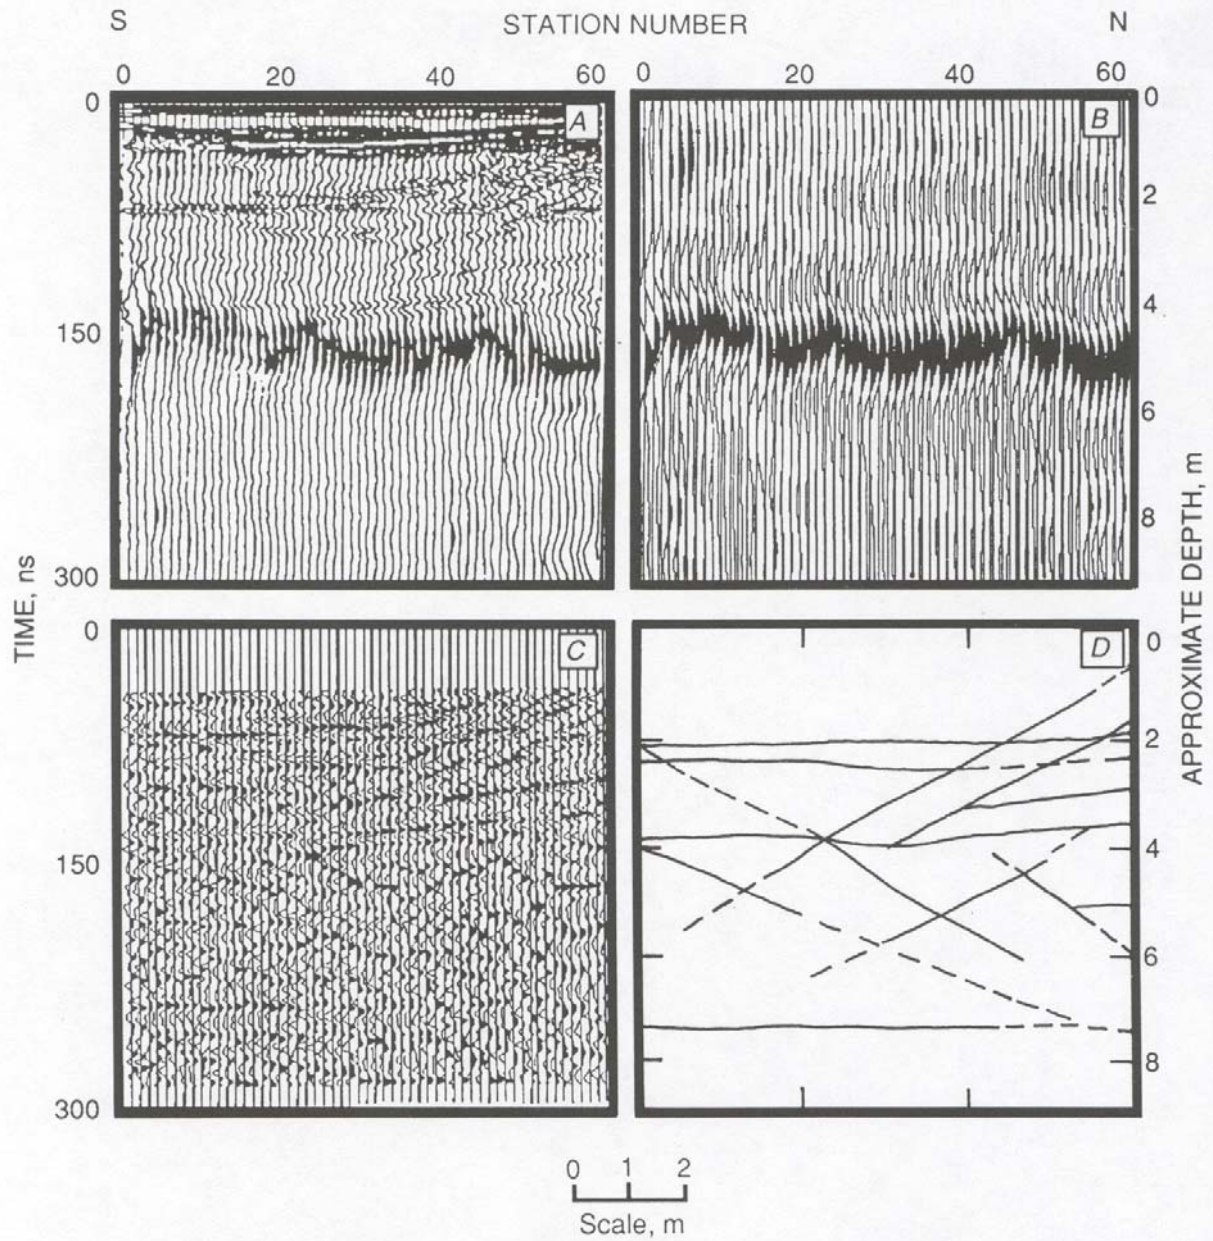 S STATION NUMBER N
0 20 40 60 0 20 40 60
0 A B 0
2
150 4
6
8
300
TIME, ns
APPROXIMATE DEPTH, m
0 C D 0
2
150 4
6
8
300
0 1 2
Scale, m